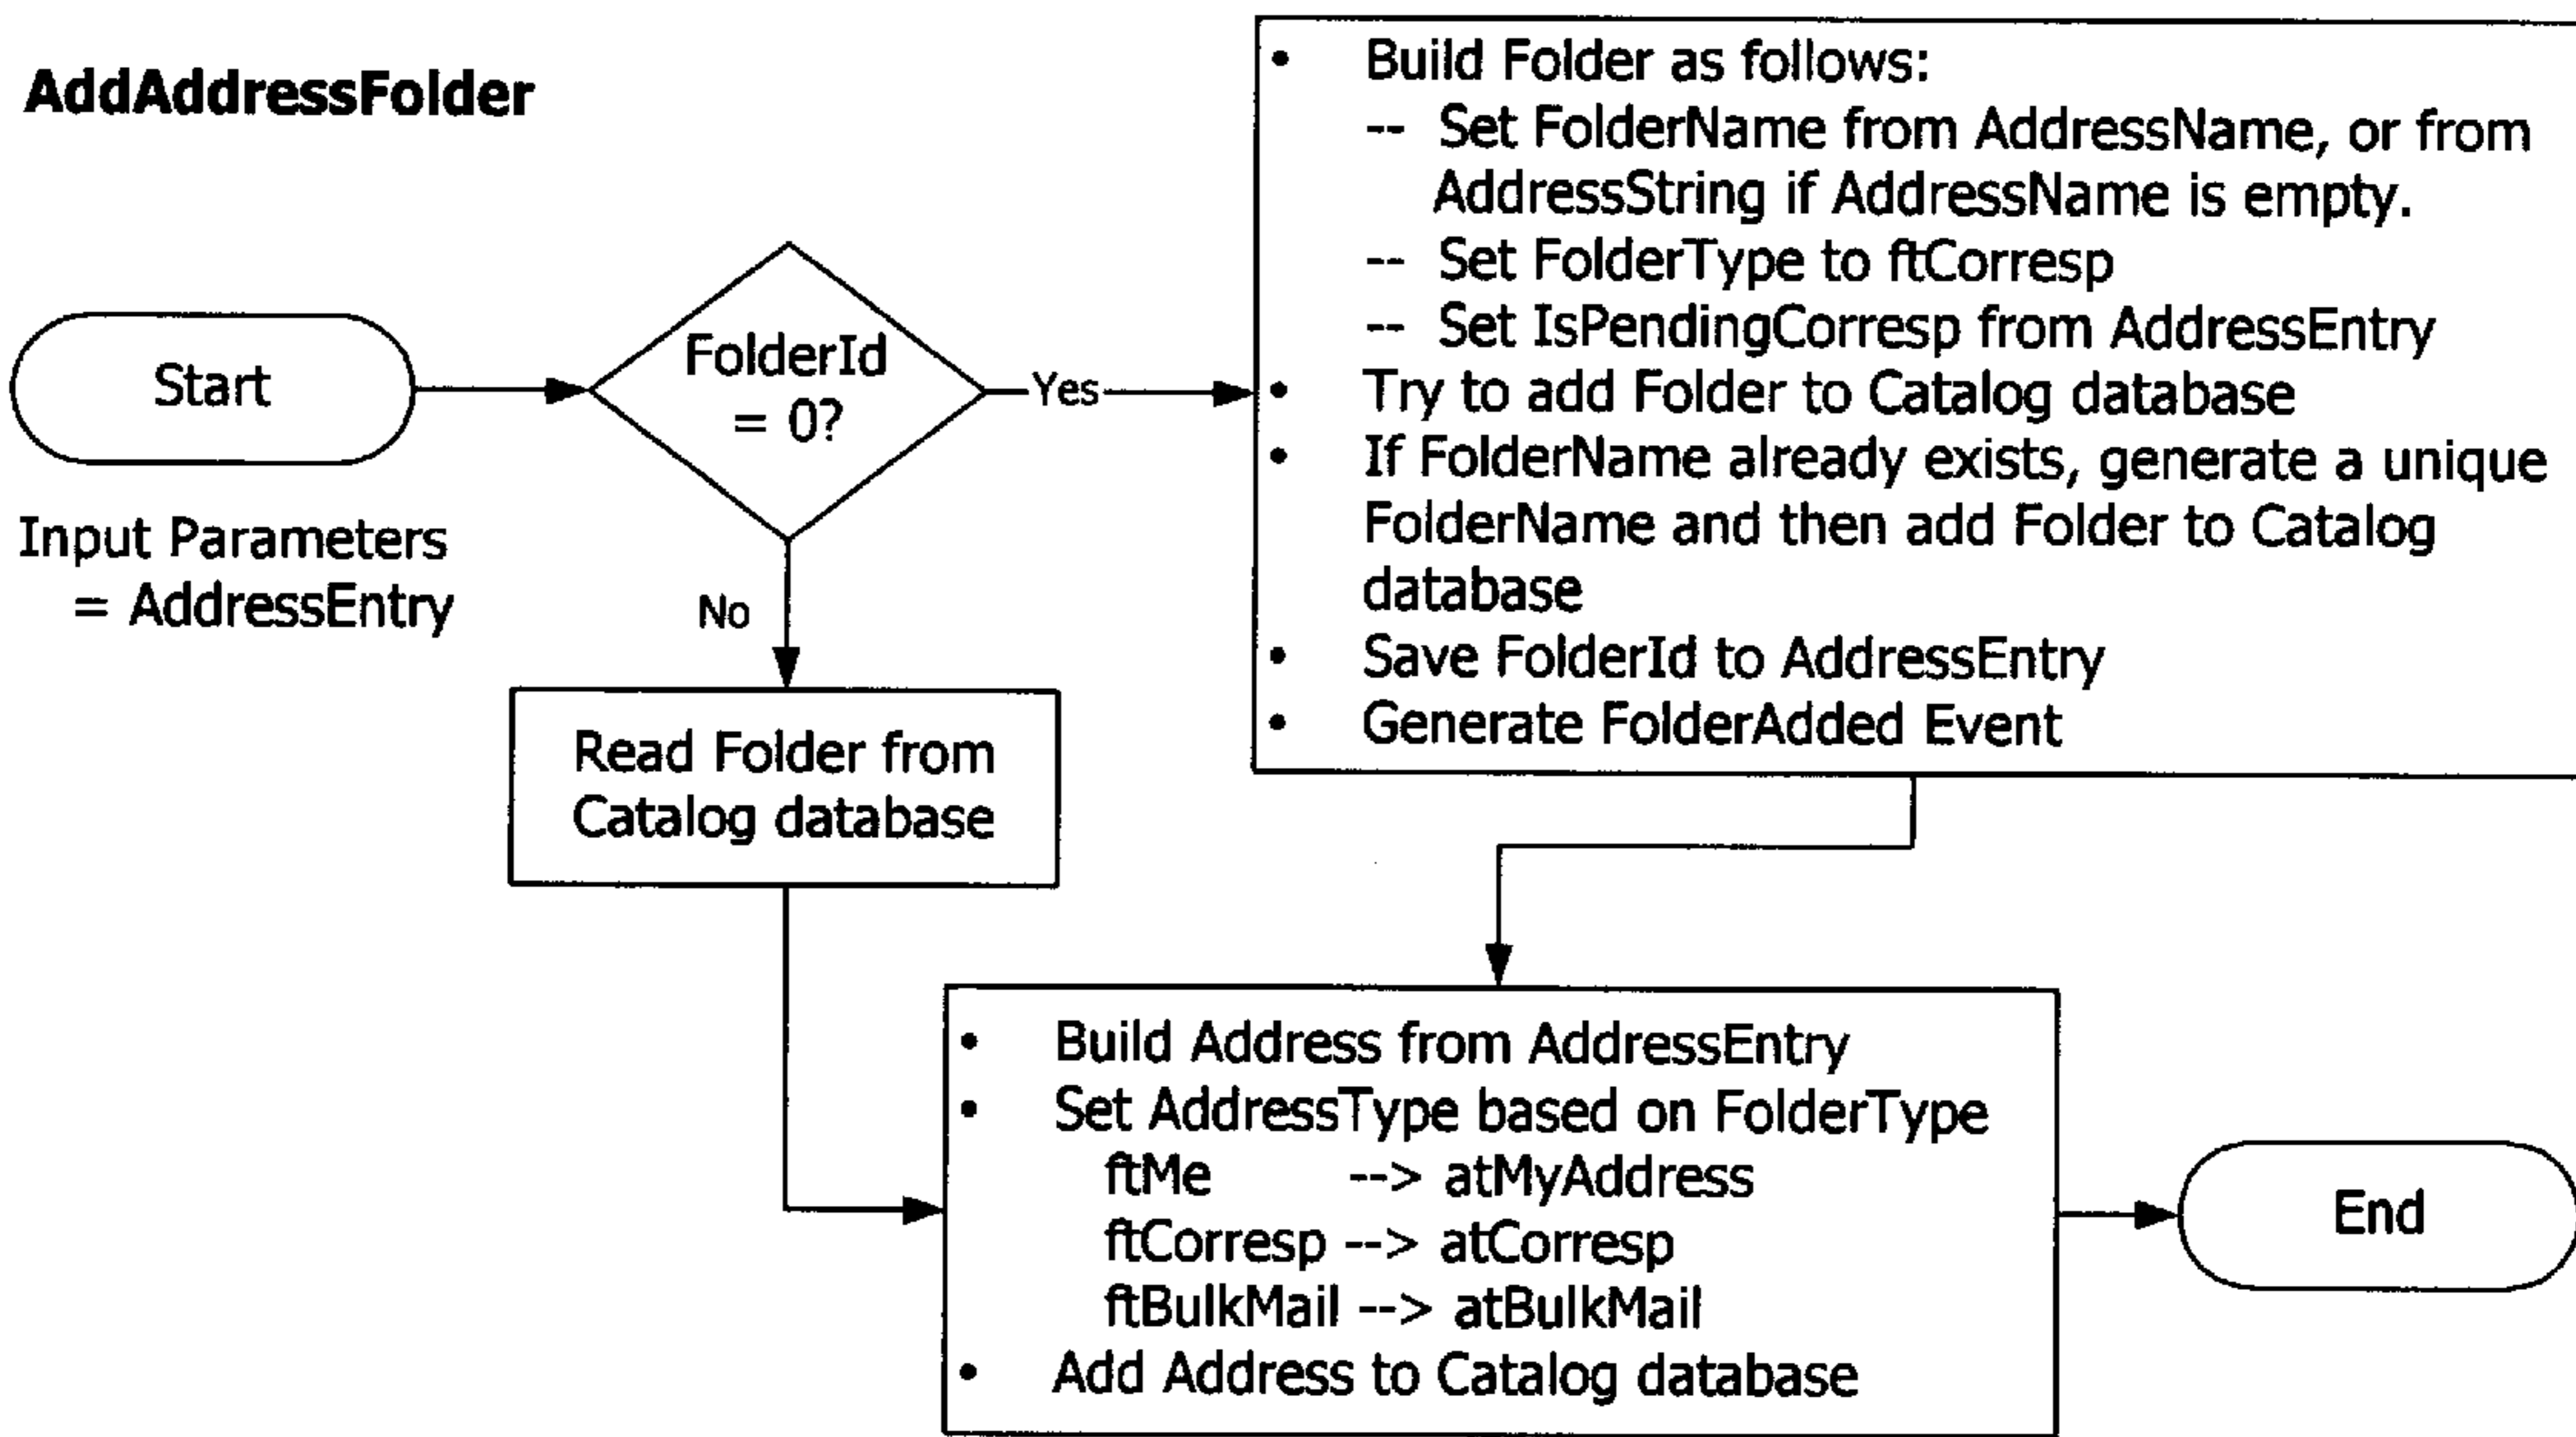 AddAddressFolder
Start
Input Parameters
= AddressEntry
FolderId
= 0?
Yes
No
• Build Folder as follows:
-- Set FolderName from AddressName, or from
AddressString if AddressName is empty.
-- Set FolderType to ftCorresp
-- Set IsPendingCorresp from AddressEntry
• Try to add Folder to Catalog database
• If FolderName already exists, generate a unique
FolderName and then add Folder to Catalog
database
• Save FolderId to AddressEntry
• Generate FolderAdded Event
Read Folder from
Catalog database
• Build Address from AddressEntry
• Set AddressType based on FolderType
ftMe --> atMyAddress
ftCorresp --> atCorresp
ftBulkMail --> atBulkMail
• Add Address to Catalog database
End